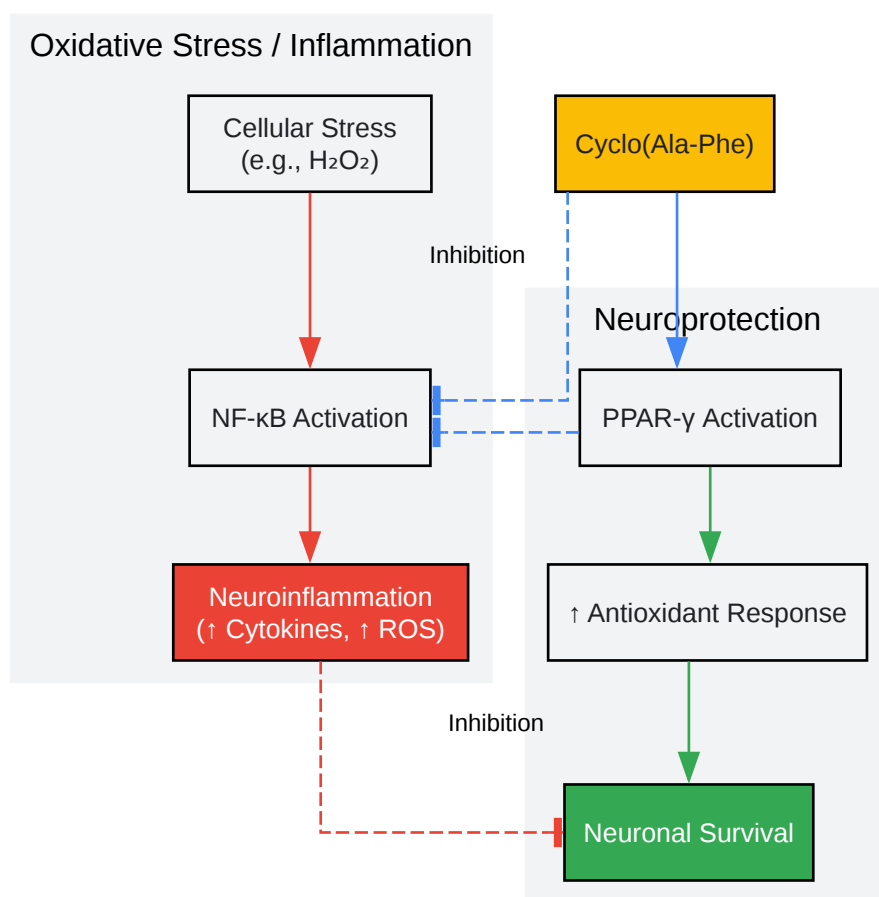 Oxidative Stress / Inflammation
Cellular Stress
(e.g., H₂O₂)
Cyclo(Ala-Phe)
Inhibition
Neuroprotection
NF-κB Activation
PPAR-γ Activation
Neuroinflammation
(↑ Cytokines, ↑ ROS)
↑ Antioxidant Response
Inhibition
Neuronal Survival